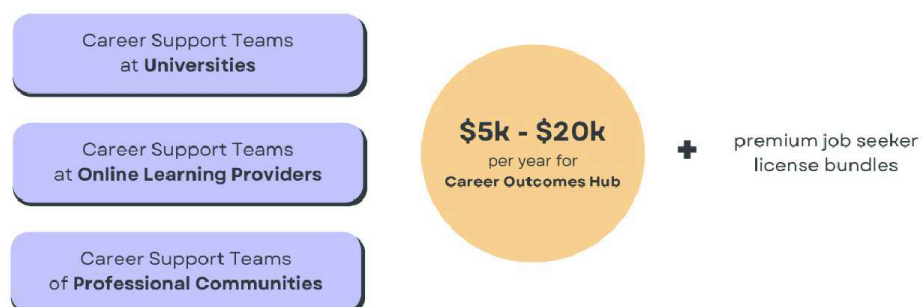 Career Support Teams
at Universities
Career Support Teams
at Online Learning Providers
Career Support Teams
of Professional Communities
$5k - $20k
per year for
Career Outcomes Hub
+
premium job seeker
license bundles